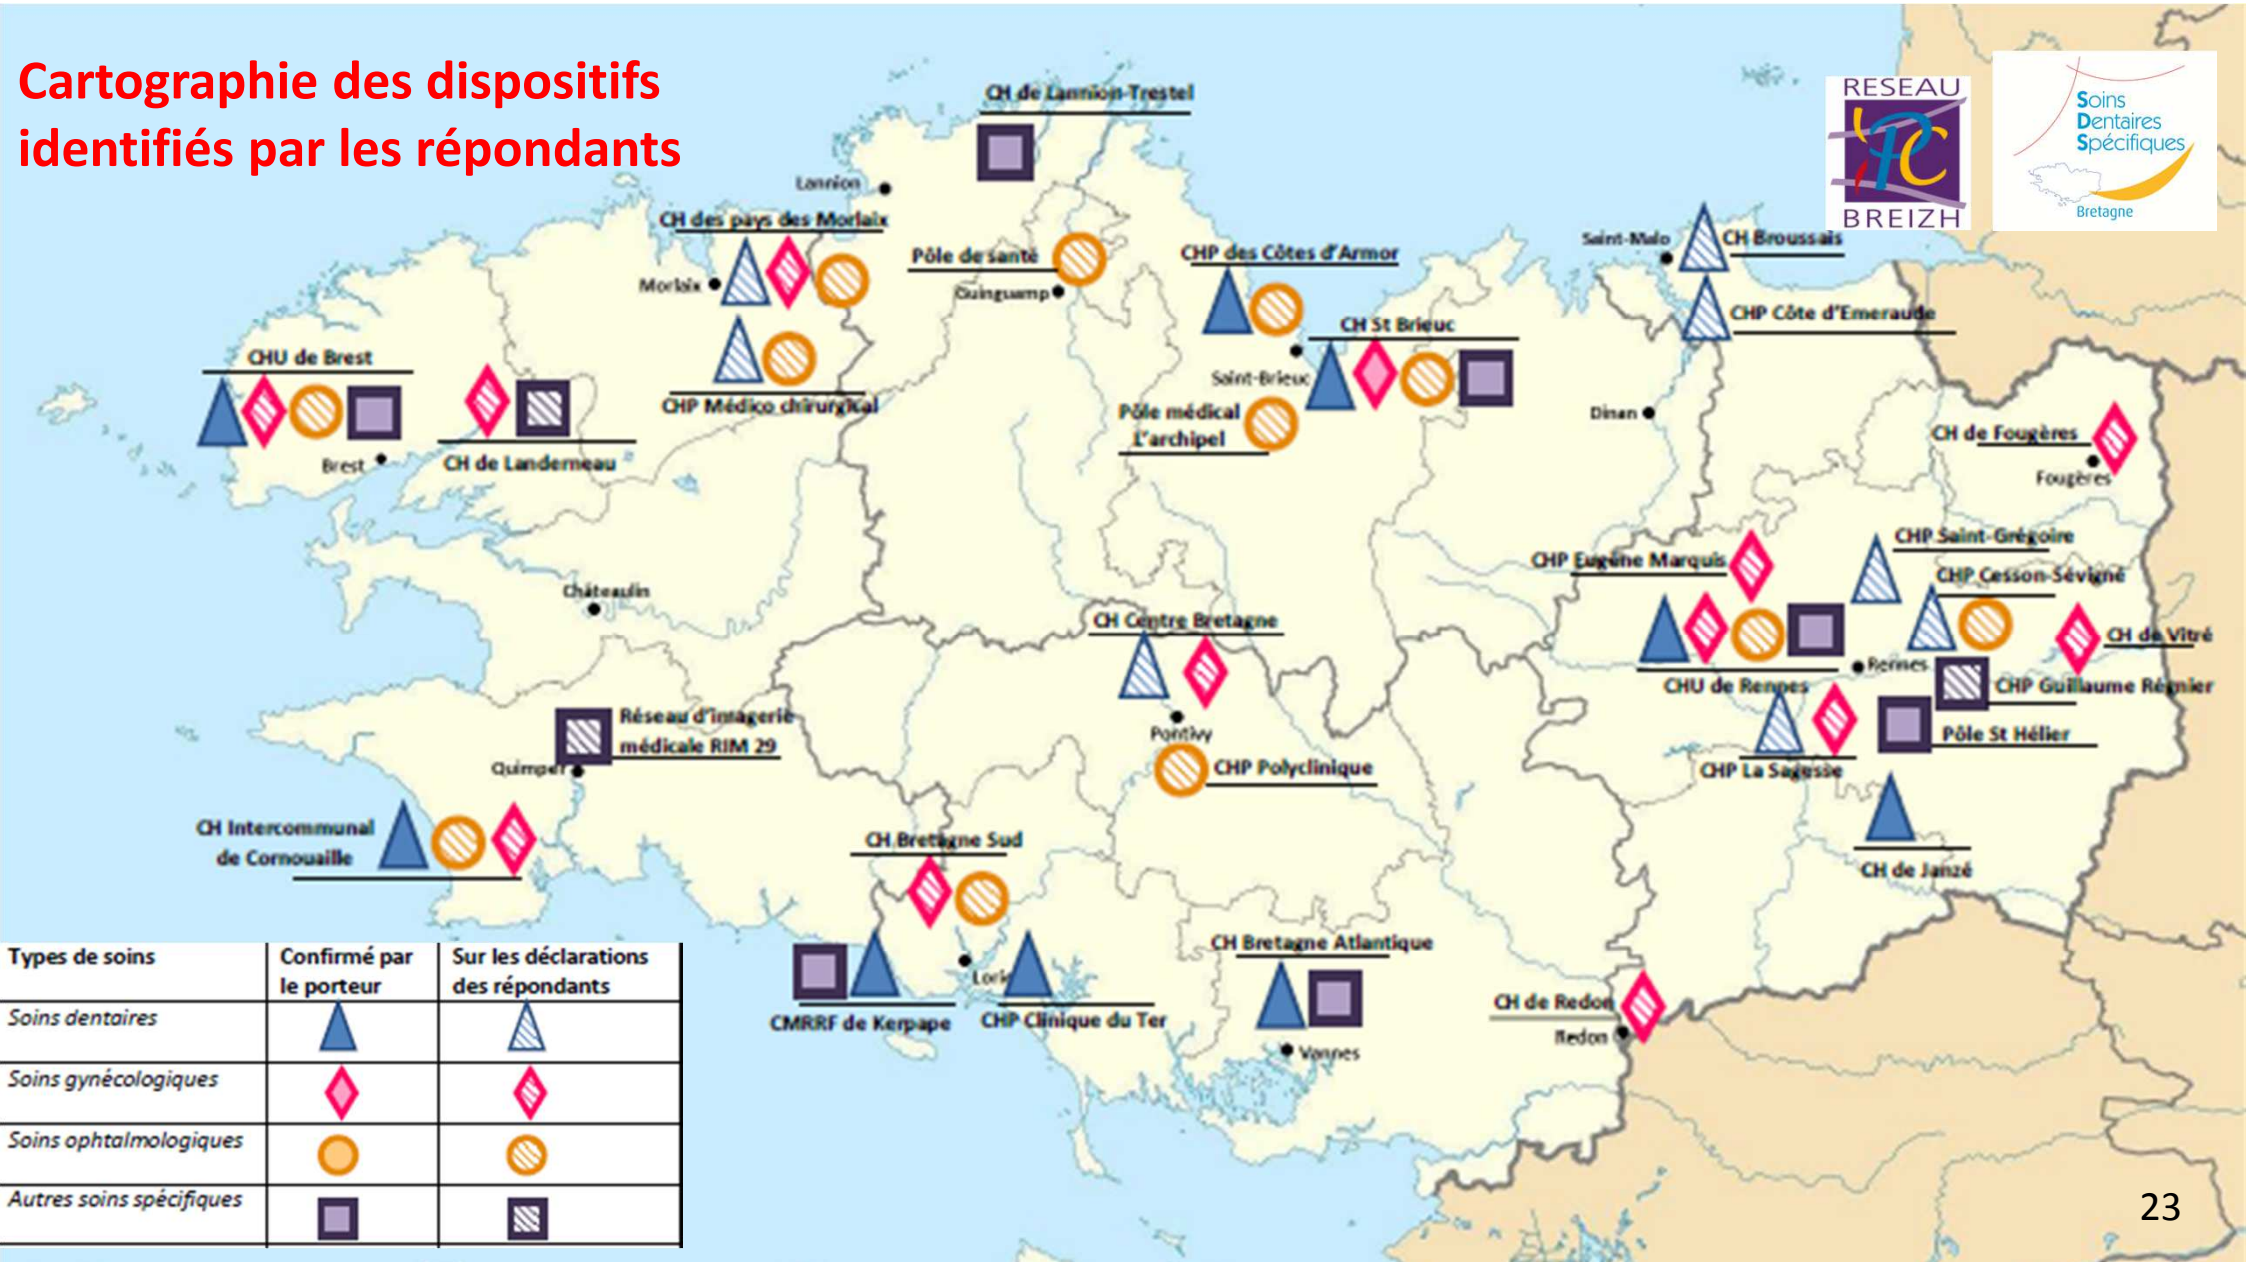 Cartographie des dispositifs
identifiés par les répondants
RESEAU
PC
BREIZH
Soins
Dentaires
Spécifiques
Bretagne
CH de Lannion-Trestel
Lannion
CH des pays des Morlaix
Morlaix
Pôle de santé
Guinguamp
CHP des Côtes d'Armor
Saint-Malo
CH Broussais
CHP Côte d'Emeraude
CH St Brieuc
Saint-Brieuc
CHU de Brest
Brest
CH de Landerneau
CHP Médico chirurgical
Pôle médical
L'archipel
Dinan
CH de Fougères
Fougères
CHP Saint-Grégoire
CHP Eugène Marquis
CHP Cesson-Sévigné
Châteaulin
CH Centre Bretagne
Pontivy
CH de Vitré
Rennes
CHU de Rennes
CHP Guillaume Régnier
Réseau d'imagerie
médicale RIM 29
Quimper
Pôle St Hélier
CHP La Sagesse
CHP Polyclinique
CH Intercommunal
de Cornouaille
CH Bretagne Sud
CH de Janzé
CH Bretagne Atlantique
Lorie
CMRRF de Kerpape
CHP Clinique du Ter
Vannes
CH de Redon
Redon
Types de soins
Confirmé par
le porteur
Sur les déclarations
des répondants
Soins dentaires
Soins gynécologiques
Soins ophtalmologiques
Autres soins spécifiques
23